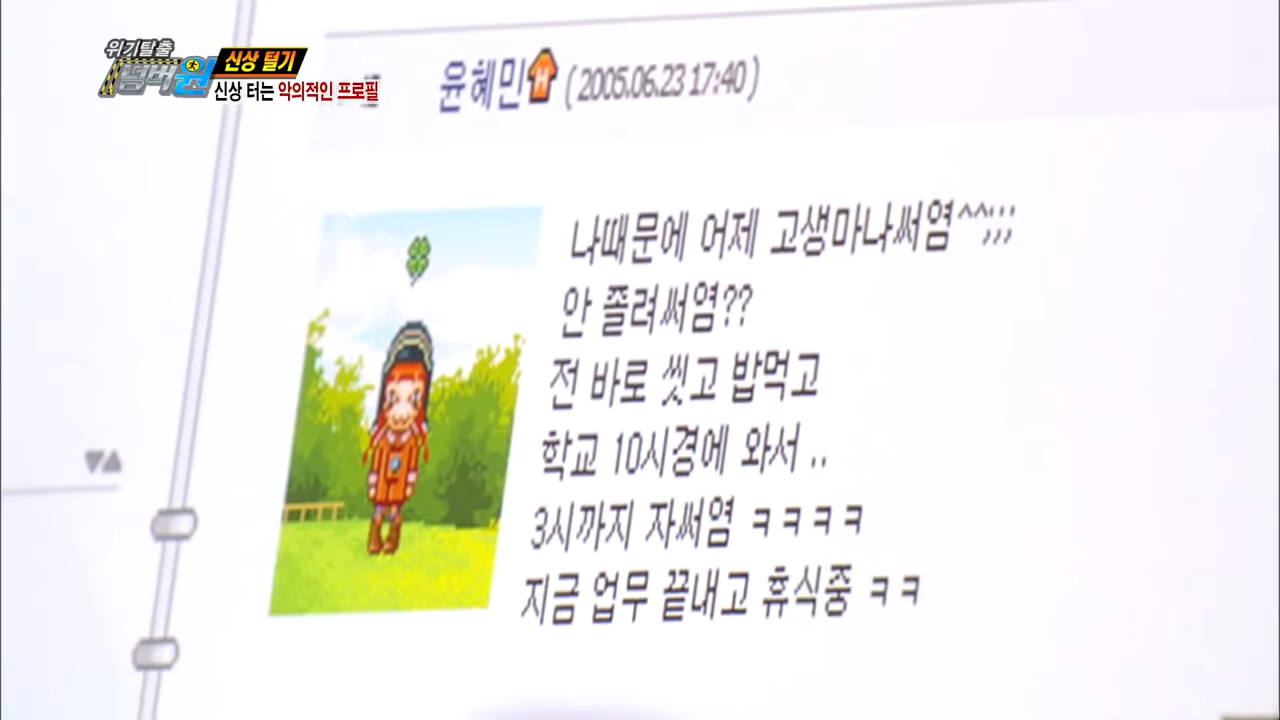 위기탈출
넘버원
신상 털기
신상 터는 악의적인 프로필
윤혜민 (2005.06.23 17:40)
나때문에 어제 고생마나써염^^;;;
안 쫄려써염??
전 바로 씻고 밥먹고
학교 10시경에 와서 ..
3시까지 자써염 ㅋㅋㅋㅋ
지금 업무 끝내고 휴식중 ㅋㅋ